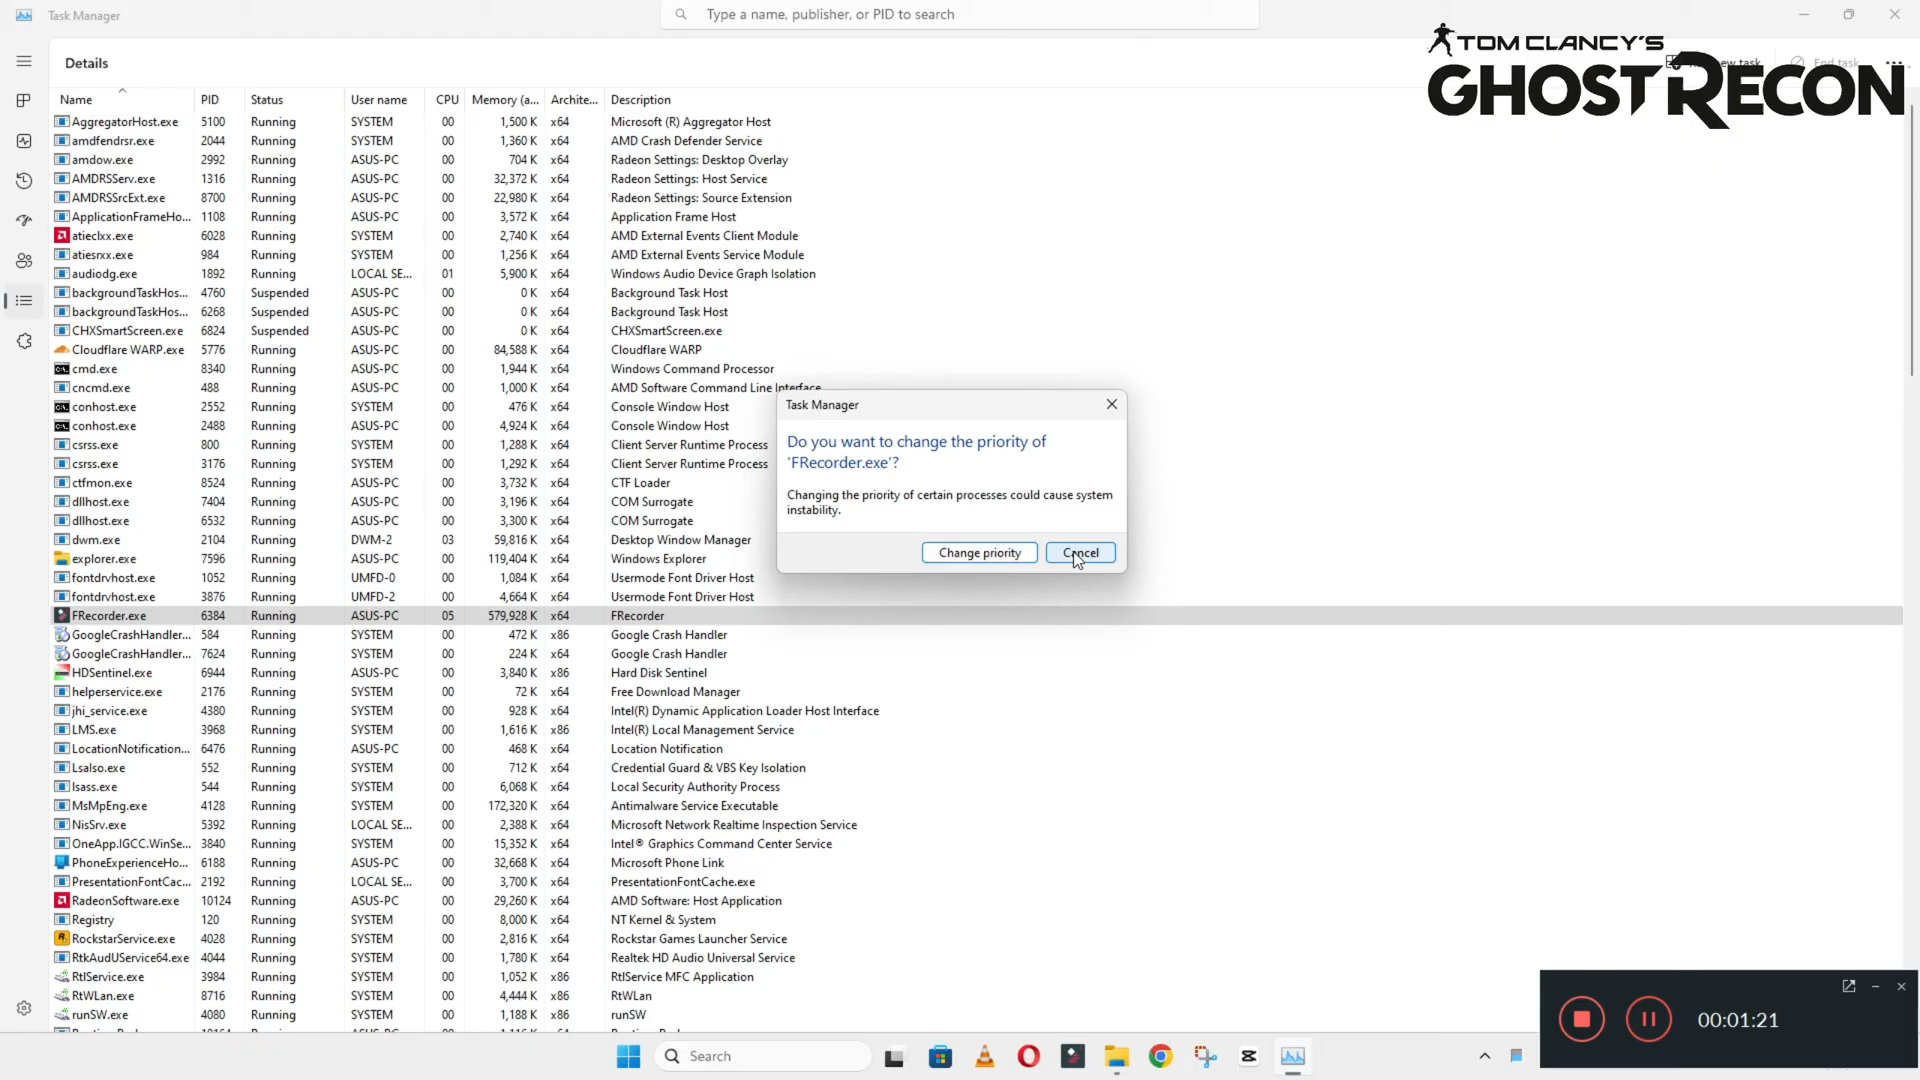 Task Manager
Type a name, publisher, or PID to search
TOM CLANCY'S
GHOST RECON
Details
End task
Name PID Status User name CPU Memory (a... Archite... Description
AggregatorHost.exe 5100 Running SYSTEM 00 1,500 K x64 Microsoft (R) Aggregator Host
amdfendrsr.exe 2044 Running SYSTEM 00 1,360 K x64 AMD Crash Defender Service
amdow.exe 2992 Running ASUS-PC 00 704 K x64 Radeon Settings: Desktop Overlay
AMDRSServ.exe 1316 Running ASUS-PC 00 32,372 K x64 Radeon Settings: Host Service
AMDRSSrcExt.exe 8700 Running ASUS-PC 00 22,980 K x64 Radeon Settings: Source Extension
ApplicationFrameHo... 1108 Running ASUS-PC 00 3,572 K x64 Application Frame Host
atieclxx.exe 6028 Running SYSTEM 00 2,740 K x64 AMD External Events Client Module
atiesrxx.exe 984 Running SYSTEM 00 1,256 K x64 AMD External Events Service Module
audiodg.exe 1892 Running LOCAL SE... 01 5,900 K x64 Windows Audio Device Graph Isolation
backgroundTaskHos... 4760 Suspended ASUS-PC 00 0 K x64 Background Task Host
backgroundTaskHos... 6268 Suspended ASUS-PC 00 0 K x64 Background Task Host
CHXSmartScreen.exe 6824 Suspended ASUS-PC 00 0 K x64 CHXSmartScreen.exe
Cloudflare WARP.exe 5776 Running ASUS-PC 00 84,588 K x64 Cloudflare WARP
cmd.exe 8340 Running ASUS-PC 00 1,944 K x64 Windows Command Processor
cncmd.exe 488 Running ASUS-PC 00 1,000 K x64 AMD Software Command Line Interface
conhost.exe 2552 Running SYSTEM 00 476 K x64 Console Window Host
conhost.exe 2488 Running ASUS-PC 00 4,924 K x64 Console Window Host
csrss.exe 800 Running SYSTEM 00 1,288 K x64 Client Server Runtime Process
csrss.exe 3176 Running SYSTEM 00 1,292 K x64 Client Server Runtime Process
ctfmon.exe 8524 Running ASUS-PC 00 3,732 K x64 CTF Loader
dllhost.exe 7404 Running ASUS-PC 00 3,196 K x64 COM Surrogate
dllhost.exe 6532 Running ASUS-PC 00 3,300 K x64 COM Surrogate
dwm.exe 2104 Running DWM-2 03 59,816 K x64 Desktop Window Manager
explorer.exe 7596 Running ASUS-PC 00 119,404 K x64 Windows Explorer
fontdrvhost.exe 1052 Running UMFD-0 00 1,084 K x64 Usermode Font Driver Host
fontdrvhost.exe 3876 Running UMFD-2 00 4,664 K x64 Usermode Font Driver Host
FRecorder.exe 6384 Running ASUS-PC 05 579,928 K x64 FRecorder
GoogleCrashHandler... 584 Running SYSTEM 00 472 K x86 Google Crash Handler
GoogleCrashHandler... 7624 Running SYSTEM 00 224 K x64 Google Crash Handler
HDSentinel.exe 6944 Running ASUS-PC 00 3,840 K x86 Hard Disk Sentinel
helperservice.exe 2176 Running SYSTEM 00 72 K x64 Free Download Manager
jhi_service.exe 4380 Running SYSTEM 00 928 K x64 Intel(R) Dynamic Application Loader Host Interface
LMS.exe 3968 Running SYSTEM 00 1,616 K x86 Intel(R) Local Management Service
LocationNotification... 6476 Running ASUS-PC 00 468 K x64 Location Notification
LsaIso.exe 552 Running SYSTEM 00 712 K x64 Credential Guard & VBS Key Isolation
lsass.exe 544 Running SYSTEM 00 6,068 K x64 Local Security Authority Process
MsMpEng.exe 4128 Running SYSTEM 00 172,320 K x64 Antimalware Service Executable
NisSrv.exe 5392 Running LOCAL SE... 00 2,388 K x64 Microsoft Network Realtime Inspection Service
OneApp.IGCC.WinSe... 3840 Running SYSTEM 00 15,352 K x64 Intel® Graphics Command Center Service
PhoneExperienceHo... 6188 Running ASUS-PC 00 32,668 K x64 Microsoft Phone Link
PresentationFontCac... 2192 Running LOCAL SE... 00 3,700 K x64 PresentationFontCache.exe
RadeonSoftware.exe 10124 Running ASUS-PC 00 29,260 K x64 AMD Software: Host Application
Registry 120 Running SYSTEM 00 8,000 K x64 NT Kernel & System
RockstarService.exe 4028 Running SYSTEM 00 2,816 K x64 Rockstar Games Launcher Service
RtkAudUService64.exe 4044 Running SYSTEM 00 1,780 K x64 Realtek HD Audio Universal Service
RtlService.exe 3984 Running SYSTEM 00 1,052 K x86 RtlService MFC Application
RtWLan.exe 8716 Running SYSTEM 00 4,444 K x86 RtWLan
runSW.exe 4080 Running SYSTEM 00 1,188 K x86 runSW
Task Manager
Do you want to change the priority of
'FRecorder.exe'?
Changing the priority of certain processes could cause system
instability.
Change priority Cancel
00:01:21
Search